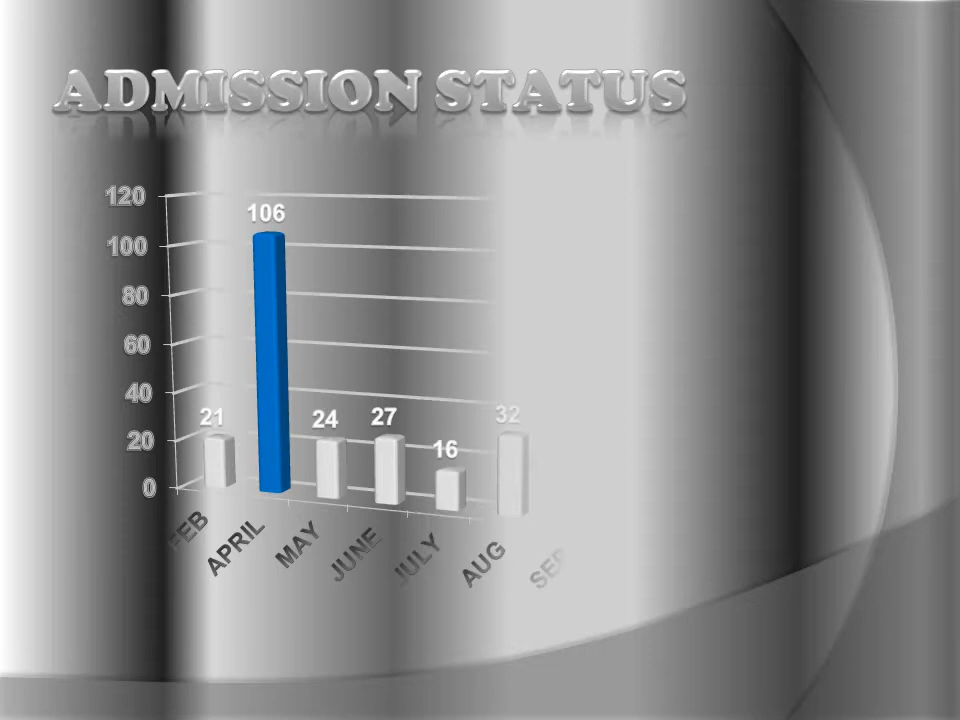 ADMISSION STATUS
120
100
80
60
40
20
0
21
106
24
27
16
32
FEB
APRIL
MAY
JUNE
JULY
AUG